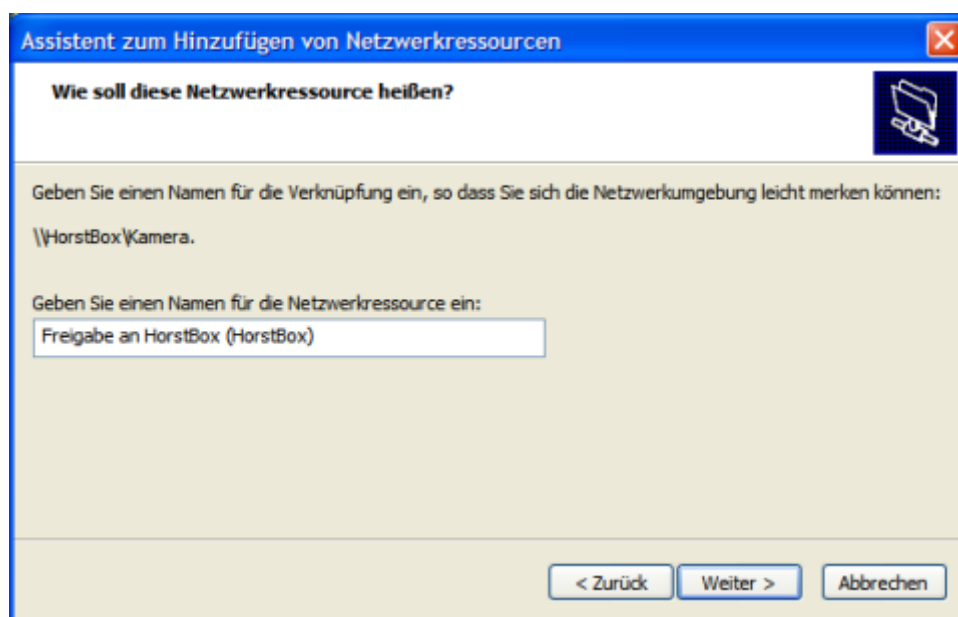 Assistent zum Hinzufügen von Netzwerkressourcen
Wie soll diese Netzwerkressource heißen?
Geben Sie einen Namen für die Verknüpfung ein, so dass Sie sich die Netzwerkumgebung leicht merken können:
\\HorstBox\Kamera.
Geben Sie einen Namen für die Netzwerkressource ein:
Freigabe an HorstBox (HorstBox)
< Zurück Weiter > Abbrechen